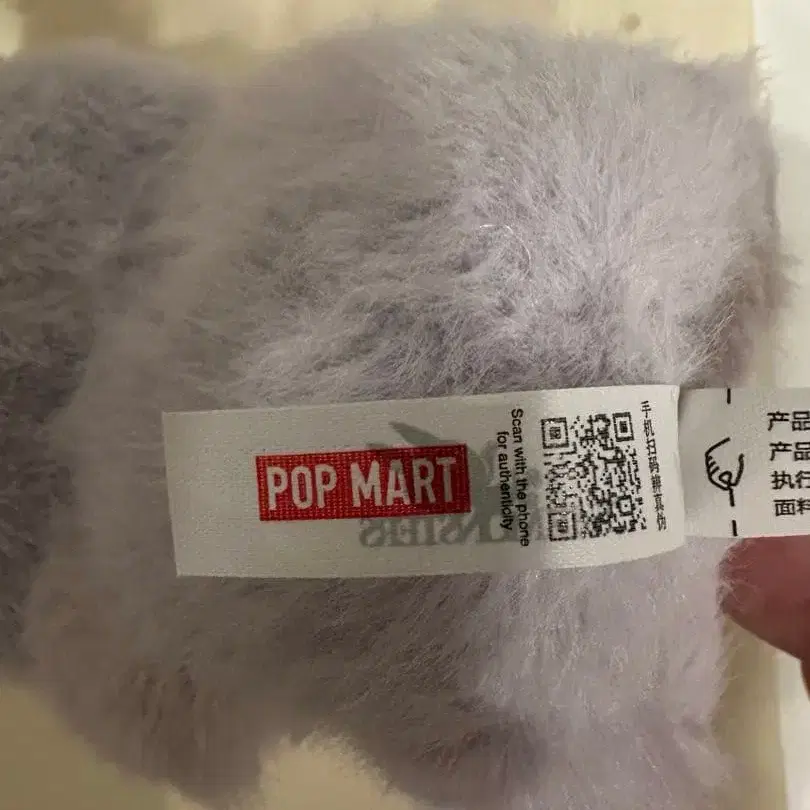 POP MART
Scan with the phone
for authenticity
手机扫码辨真伪
产品
产品
执行
面料